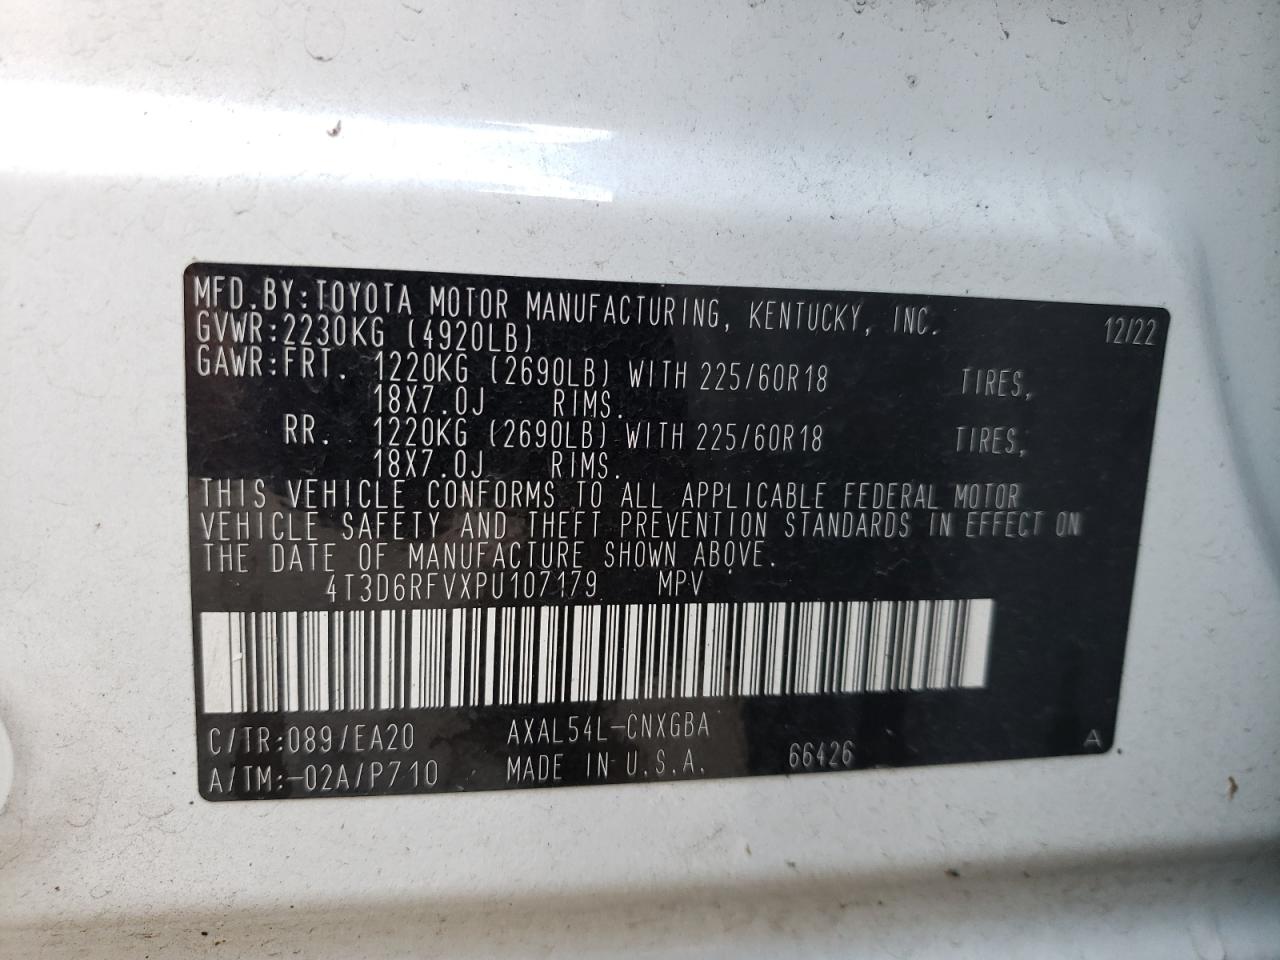 MFD.BY:TOYOTA MOTOR MANUFACTURING, KENTUCKY, INC. 12/22
GVWR:2230KG (4920LB)
GAWR:FRT. 1220KG (2690LB) WITH 225/60R18 TIRES,
18X7.0J RIMS.
RR. 1220KG (2690LB) WITH 225/60R18 TIRES,
18X7.0J RIMS.
THIS VEHICLE CONFORMS TO ALL APPLICABLE FEDERAL MOTOR
VEHICLE SAFETY AND THEFT PREVENTION STANDARDS IN EFFECT ON
THE DATE OF MANUFACTURE SHOWN ABOVE.
4T3D6RFVXPU107179 MPV
C/TR:089/EA20 AXAL54L-CNXGBA A
A/TM:-02A/P710 MADE IN U.S.A. 66426